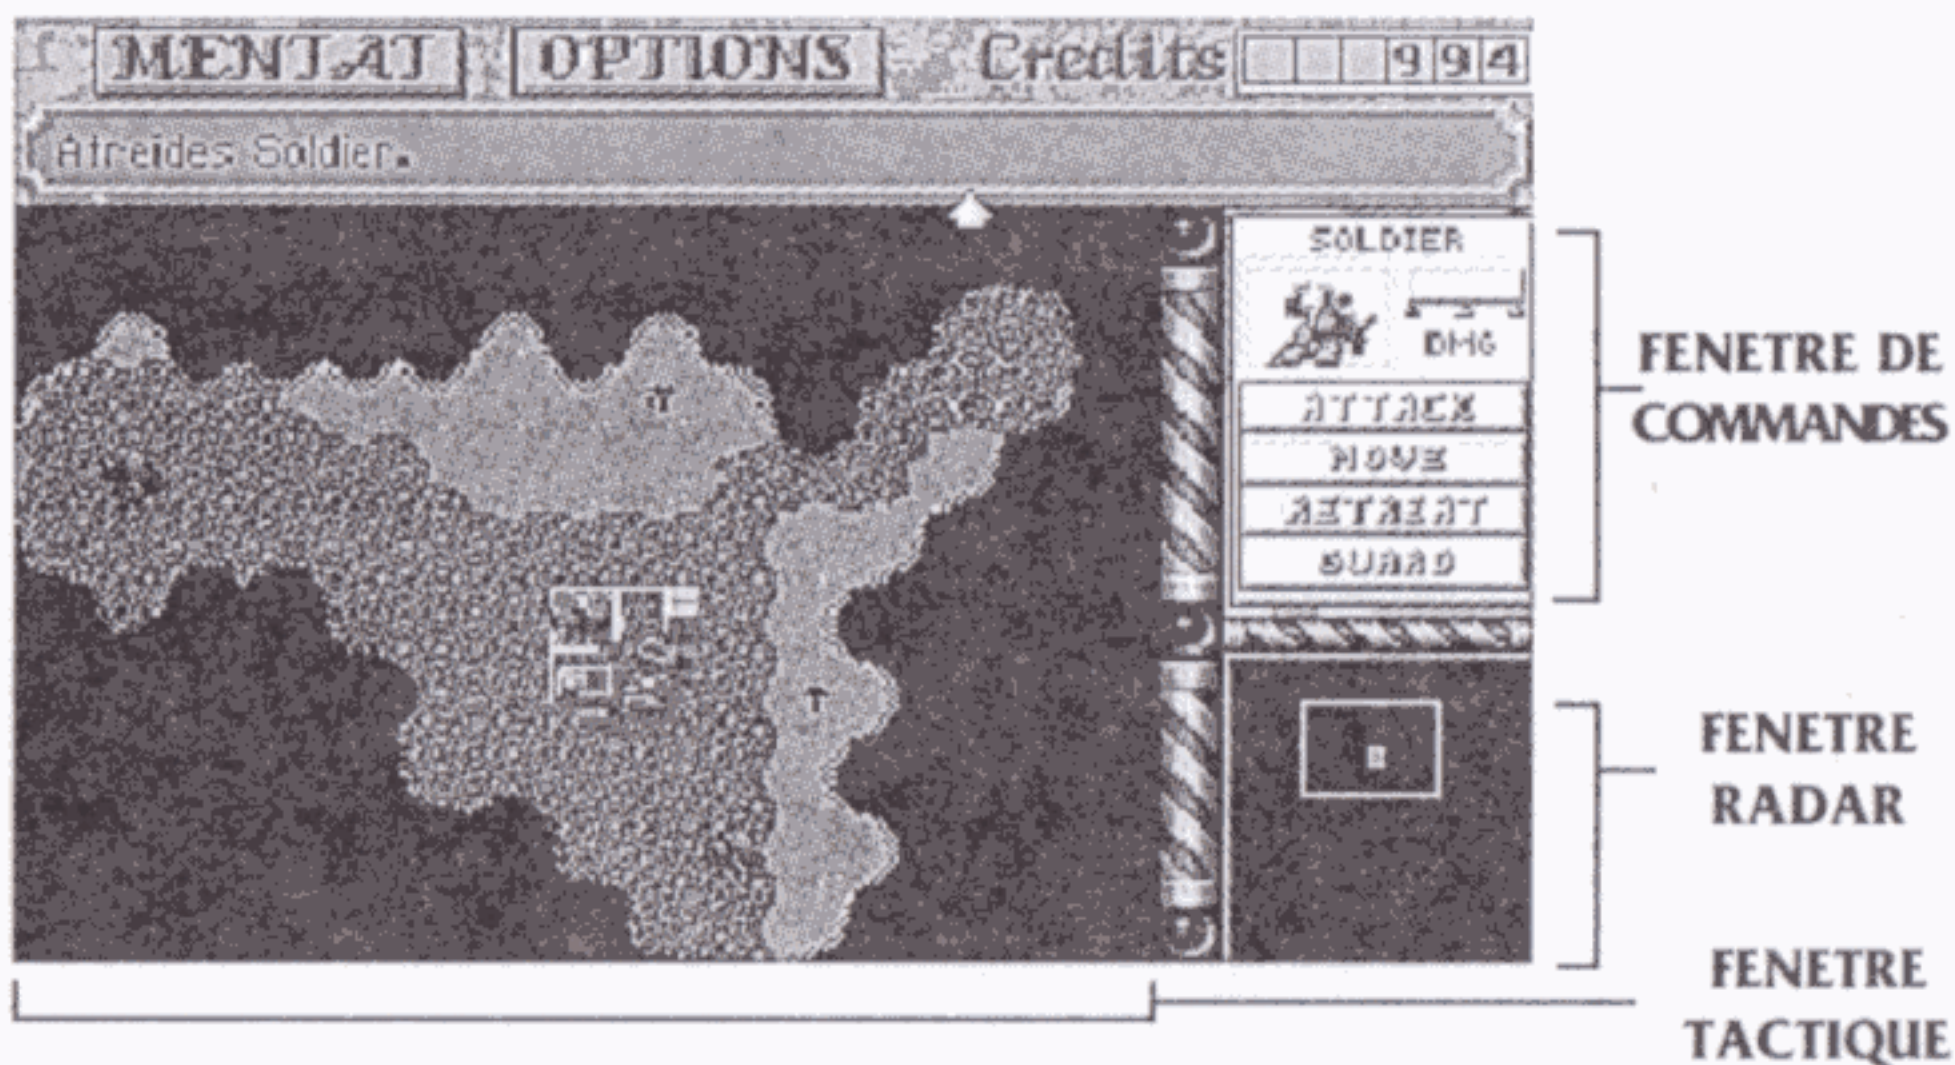 MENTAT OPTIONS Credits 994
Atreides Soldier.
SOLDIER
DMG
ATTACK
MOVE
RETREAT
GUARD
FENETRE DE
COMMANDES
FENETRE
RADAR
FENETRE
TACTIQUE